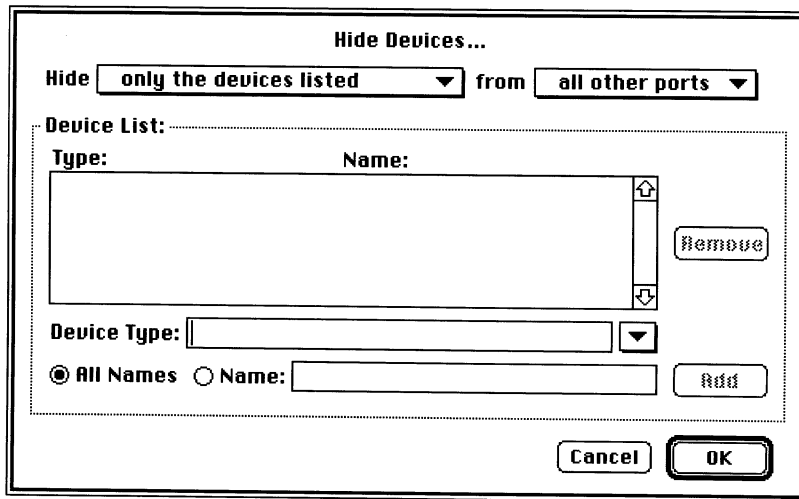 Hide Devices...
Hide only the devices listed from all other ports
Device List:
Type: Name:
Remove
Device Type:
All Names Name: Add
Cancel OK